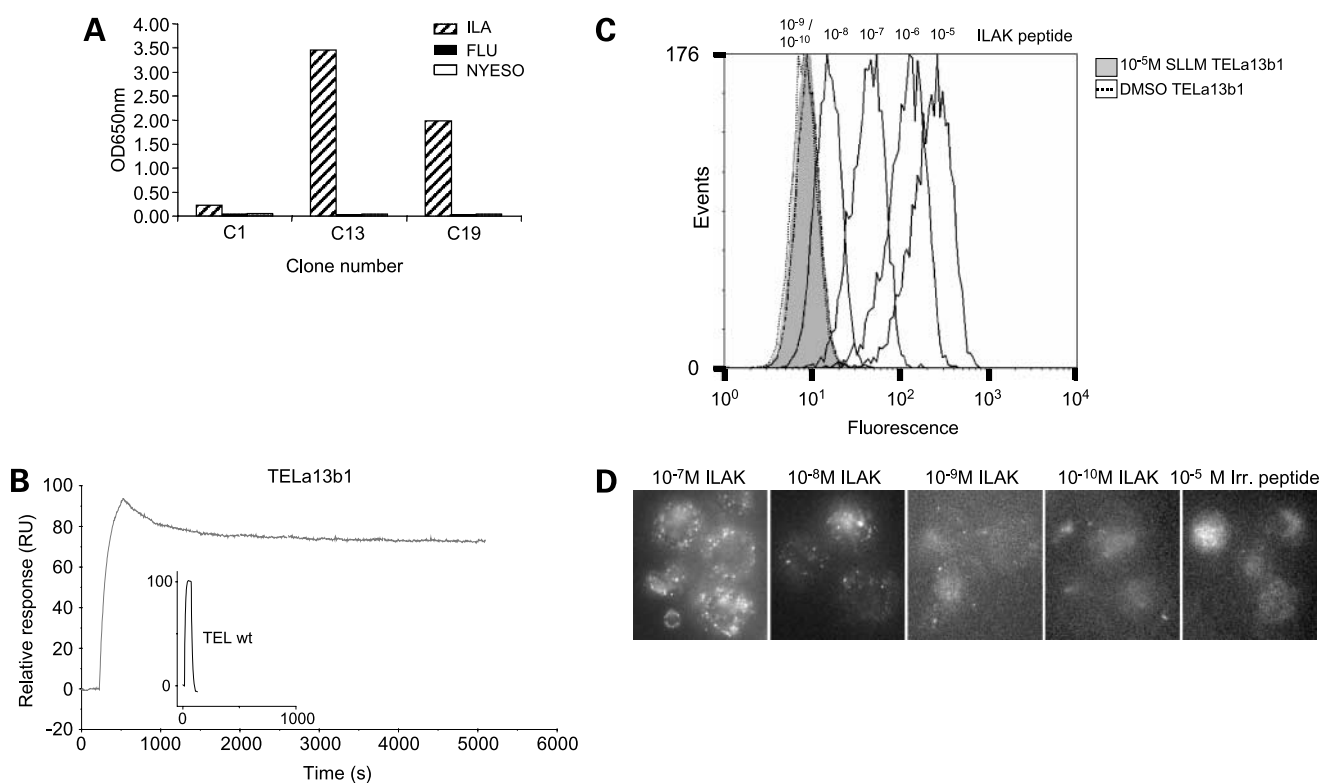 A
4.00
3.50
3.00
2.50
2.00
1.50
1.00
0.50
0.00
OD650nm
ILA
FLU
NYESO
C1 C13 C19
Clone number
B
TELa13b1
100
80
60
40
20
0
-20
Relative response (RU)
100
0
TEL wt
0 1000
0 1000 2000 3000 4000 5000 6000
Time (s)
C
10⁻⁹ /
10⁻¹⁰ 10⁻⁸ 10⁻⁷ 10⁻⁶ 10⁻⁵ ILAK peptide
176
0
Events
10⁰ 10¹ 10² 10³ 10⁴
Fluorescence
10⁻⁵M SLLM TELa13b1
DMSO TELa13b1
D
10⁻⁷M ILAK 10⁻⁸M ILAK 10⁻⁹M ILAK 10⁻¹⁰M ILAK 10⁻⁵ M Irr. peptide